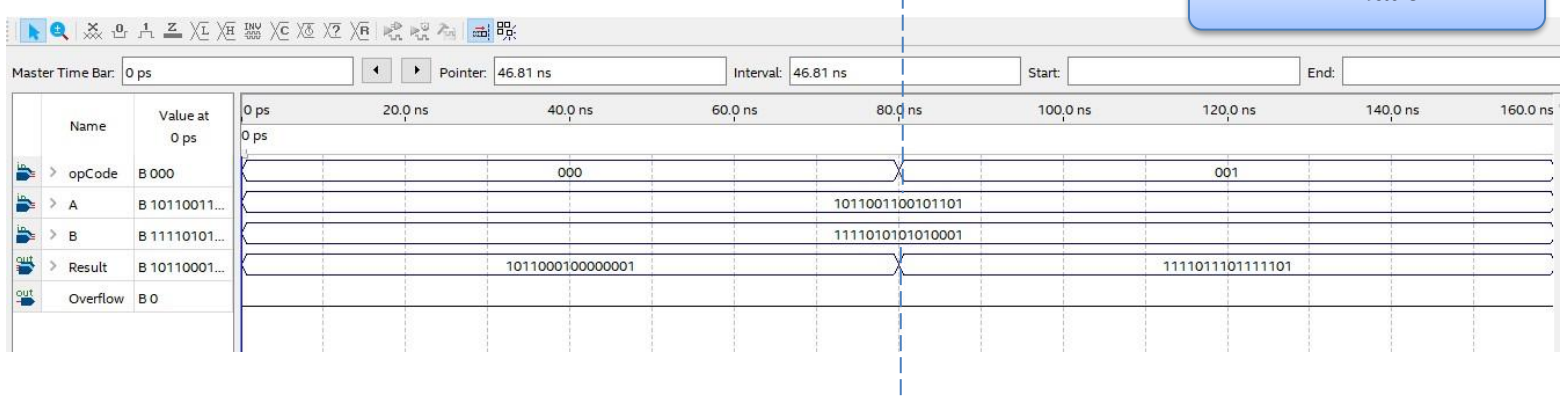 Master Time Bar: 0 ps Pointer: 46.81 ns Interval: 46.81 ns Start: End:
Name Value at 0 ps 0 ps 20.0 ns 40.0 ns 60.0 ns 80.0 ns 100.0 ns 120.0 ns 140.0 ns 160.0 ns
0 ps
opCode B 000 000 001
A B 10110011... 1011001100101101
B B 11110101... 1111010101010001
Result B 10110001... 1011000100000001 1111011101111101
Overflow B 0